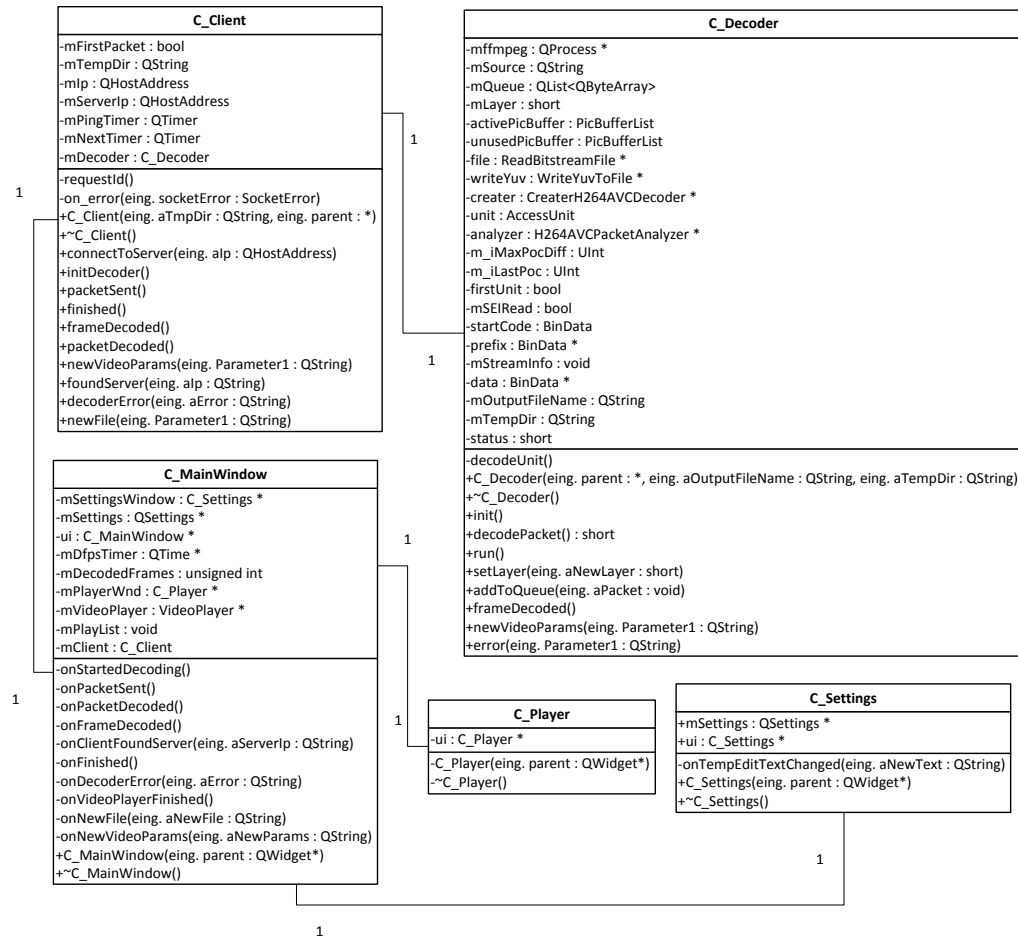 C_Client
-mFirstPacket : bool
-mTempDir : QString
-mIp : QHostAddress
-mServerIp : QHostAddress
-mPingTimer : QTimer
-mNextTimer : QTimer
-mDecoder : C_Decoder
-requestId()
-on_error(eing. socketError : SocketError)
+C_Client(eing. aTmpDir : QString, eing. parent : *)
+~C_Client()
+connectToServer(eing. aIp : QHostAddress)
+initDecoder()
+packetSent()
+finished()
+frameDecoded()
+packetDecoded()
+newVideoParams(eing. Parameter1 : QString)
+foundServer(eing. aIp : QString)
+decoderError(eing. aError : QString)
+newFile(eing. Parameter1 : QString)
1
1
C_Decoder
-mffmpeg : QProcess *
-mSource : QString
-mQueue : QList<QByteArray>
-mLayer : short
-activePicBuffer : PicBufferList
-unusedPicBuffer : PicBufferList
-file : ReadBitstreamFile *
-writeYuv : WriteYuvToFile *
-creater : CreaterH264AVCDecoder *
-unit : AccessUnit
-analyzer : H264AVCPacketAnalyzer *
-m_iMaxPocDiff : UInt
-m_iLastPoc : UInt
-firstUnit : bool
-mSEIRead : bool
-startCode : BinData
-prefix : BinData *
-mStreamInfo : void
-data : BinData *
-mOutputFileName : QString
-mTempDir : QString
-status : short
-decodeUnit()
+C_Decoder(eing. parent : *, eing. aOutputFileName : QString, eing. aTempDir : QString)
+~C_Decoder()
+init()
+decodePacket() : short
+run()
+setLayer(eing. aNewLayer : short)
+addToQueue(eing. aPacket : void)
+frameDecoded()
+newVideoParams(eing. Parameter1 : QString)
+error(eing. Parameter1 : QString)
1
1
C_MainWindow
-mSettingsWindow : C_Settings *
-mSettings : QSettings *
-ui : C_MainWindow *
-mDfpsTimer : QTime *
-mDecodedFrames : unsigned int
-mPlayerWnd : C_Player *
-mVideoPlayer : VideoPlayer *
-mPlayList : void
-mClient : C_Client
-onStartedDecoding()
-onPacketSent()
-onPacketDecoded()
-onFrameDecoded()
-onClientFoundServer(eing. aServerIp : QString)
-onFinished()
-onDecoderError(eing. aError : QString)
-onVideoPlayerFinished()
-onNewFile(eing. aNewFile : QString)
-onNewVideoParams(eing. aNewParams : QString)
+C_MainWindow(eing. parent : QWidget*)
+~C_MainWindow()
1
1
C_Player
-ui : C_Player *
-C_Player(eing. parent : QWidget*)
-~C_Player()
C_Settings
+mSettings : QSettings *
+ui : C_Settings *
-onTempEditTextChanged(eing. aNewText : QString)
+C_Settings(eing. parent : QWidget*)
+~C_Settings()
1
1